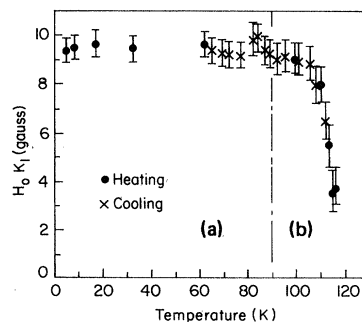 12
10
8
6
4
2
0
H₀ K₁ (gauss)
● Heating
× Cooling
(a)
(b)
0 20 40 60 80 100 120
Temperature (K)